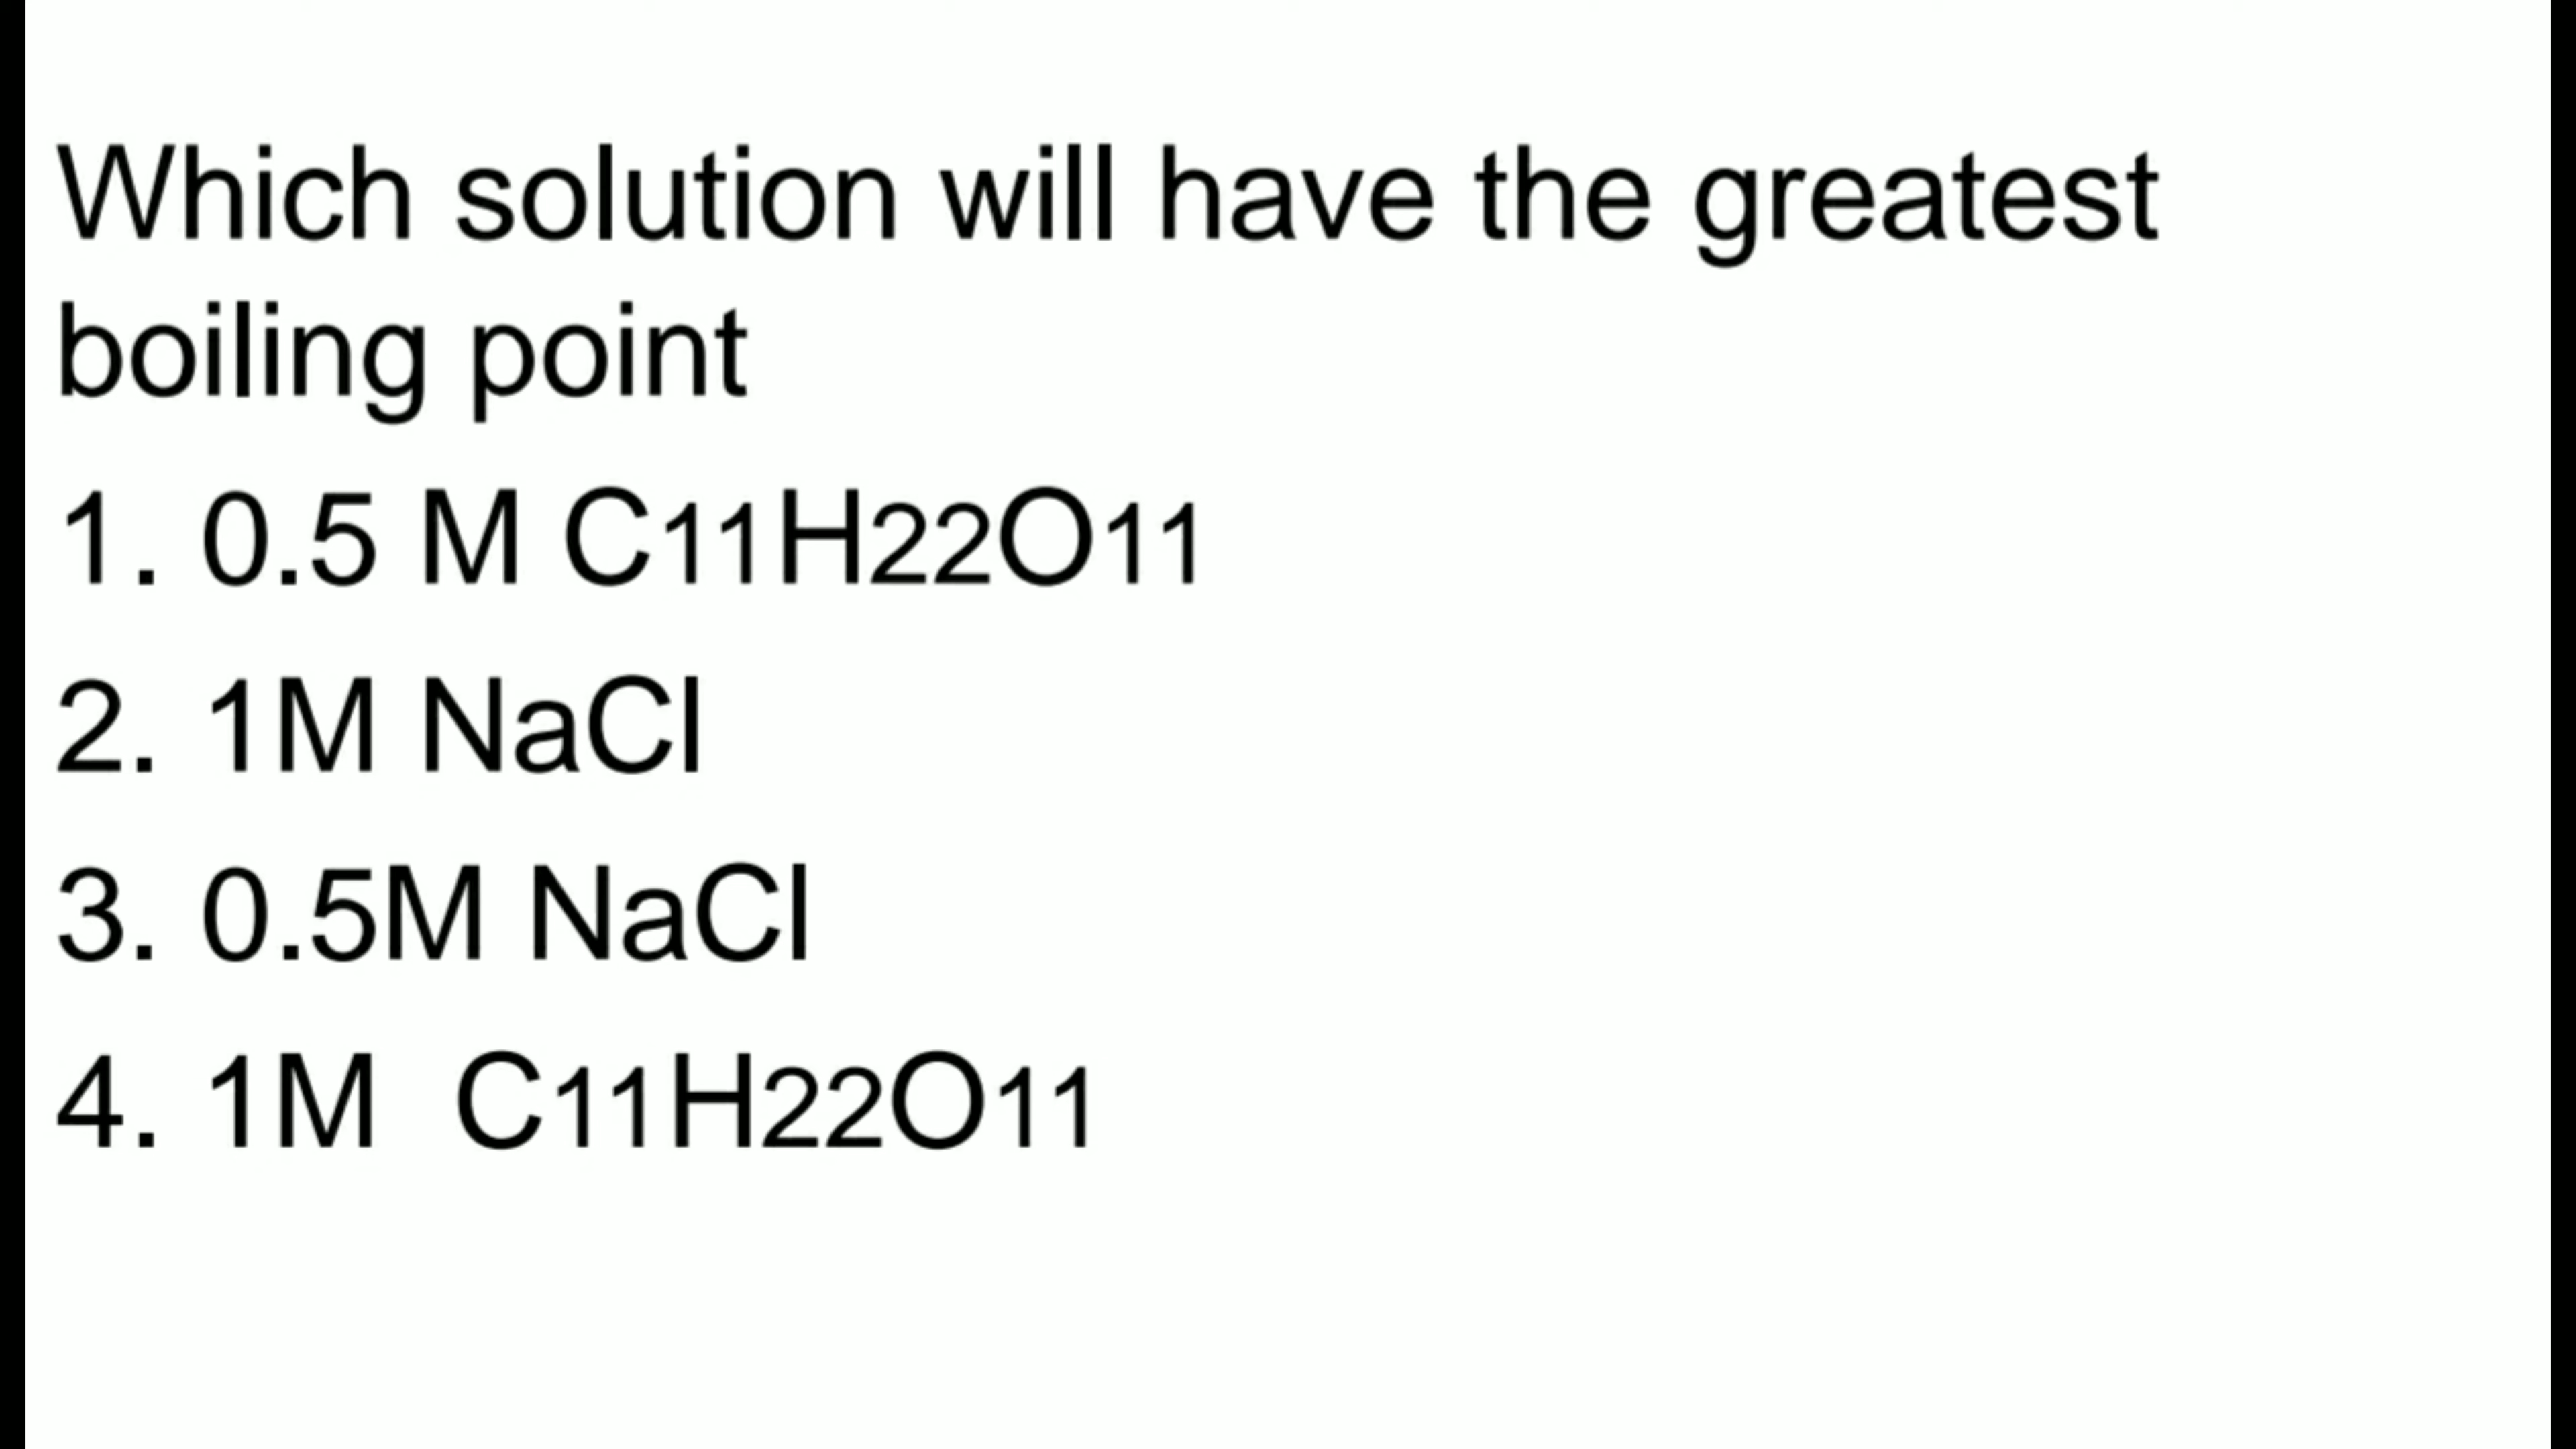 Which solution will have the greatest
boiling point
1. 0.5 M C11H22O11
2. 1M NaCl
3. 0.5M NaCl
4. 1M  C11H22O11